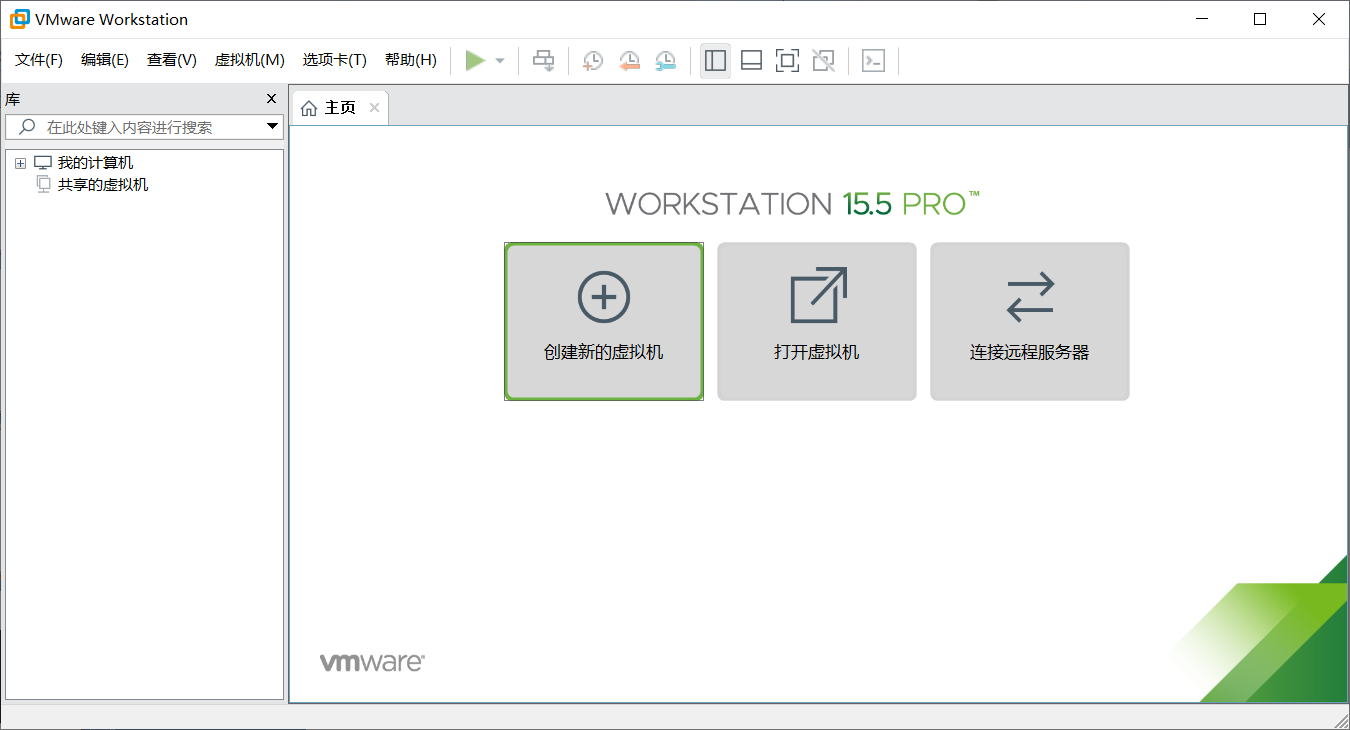 VMware Workstation
文件(F) 编辑(E) 查看(V) 虚拟机(M) 选项卡(T) 帮助(H)
库
在此处键入内容进行搜索
我的计算机
共享的虚拟机
主页
WORKSTATION 15.5 PRO™
创建新的虚拟机
打开虚拟机
连接远程服务器
vmware®